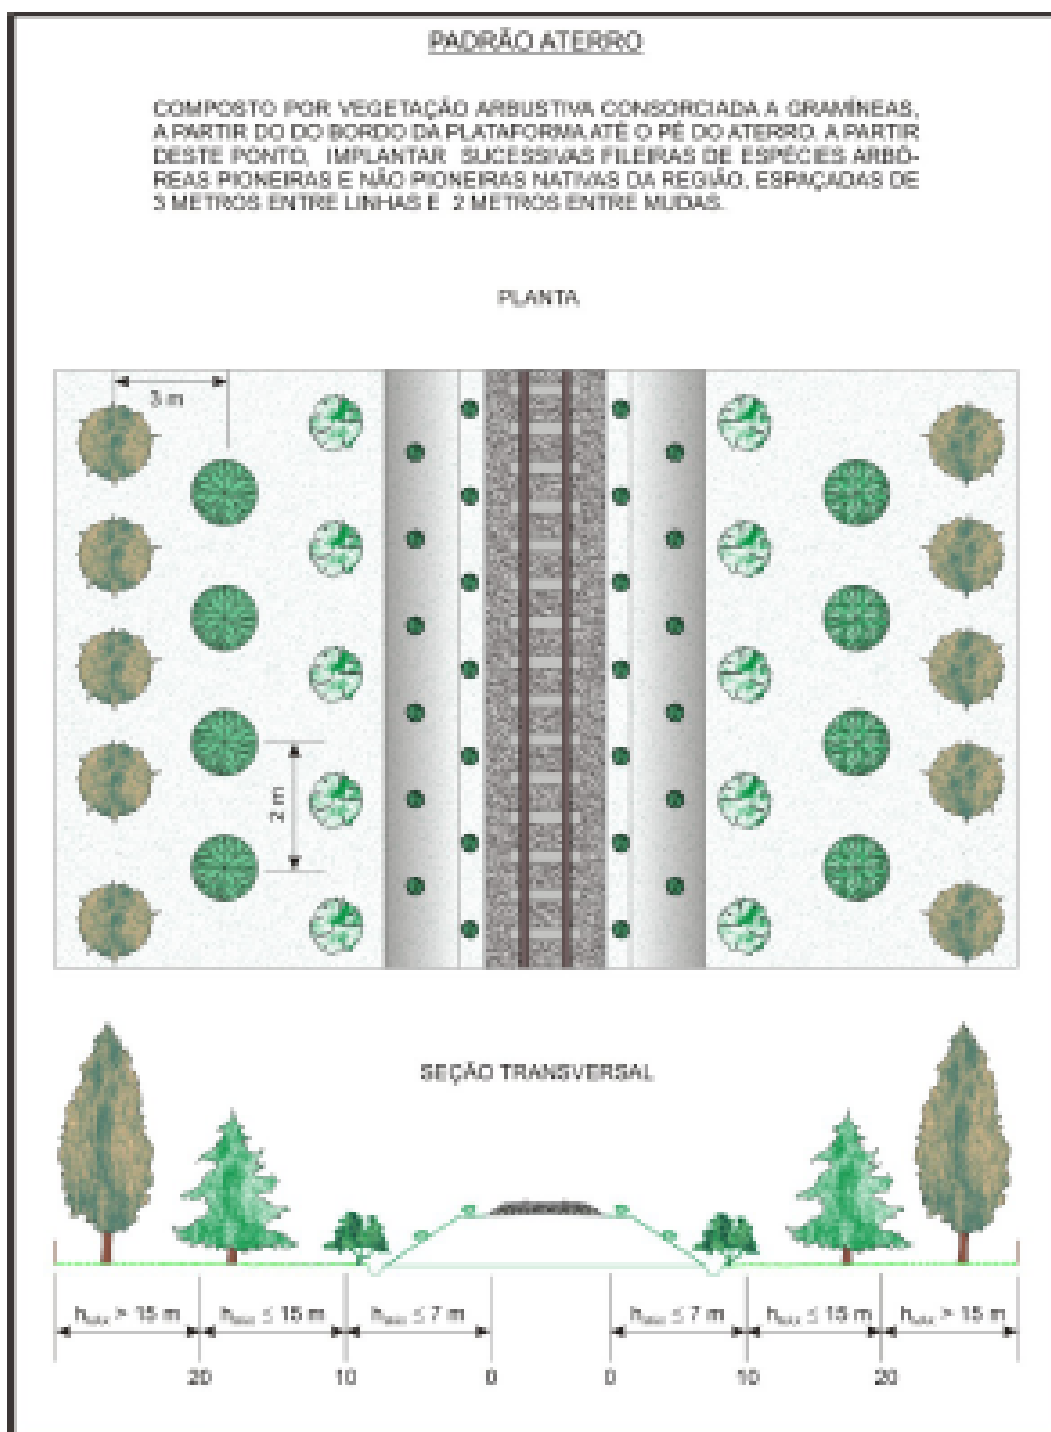 PADRÃO ATERRO
COMPOSTO POR VEGETAÇÃO ARBUSTIVA CONSORCIADA A GRAMÍNEAS,
A PARTIR DO DO BORDO DA PLATAFORMA ATÉ O PÉ DO ATERRO. A PARTIR
DESTE PONTO, IMPLANTAR SUCESSIVAS FILEIRAS DE ESPÉCIES ARBÓ-
REAS PIONEIRAS E NÃO PIONEIRAS NATIVAS DA REGIÃO, ESPAÇADAS DE
3 METROS ENTRE LINHAS E 2 METROS ENTRE MUDAS.
PLANTA
3 m
2 m
SEÇÃO TRANSVERSAL
h > 15 m h ≤ 15 m h ≤ 7 m h ≤ 7 m h ≤ 15 m h > 15 m
20 10 0 0 10 20